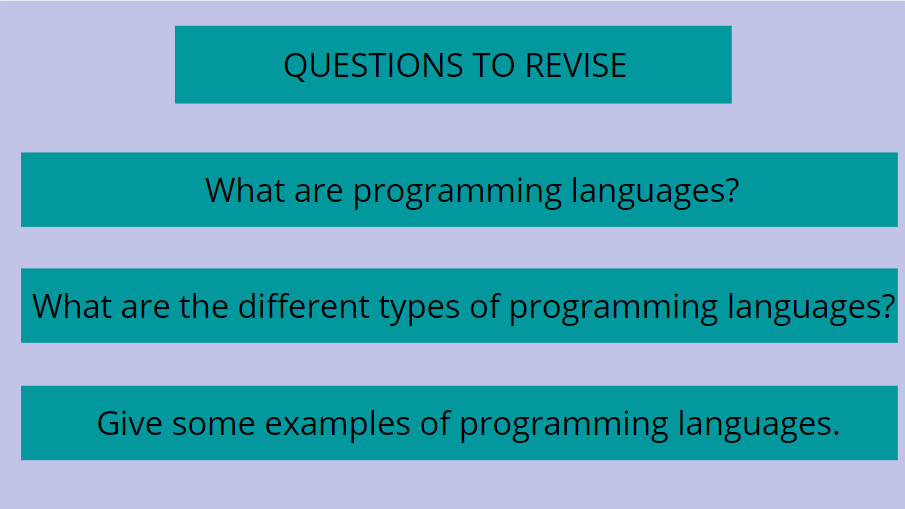 QUESTIONS TO REVISE
What are programming languages?
What are the different types of programming languages?
Give some examples of programming languages.